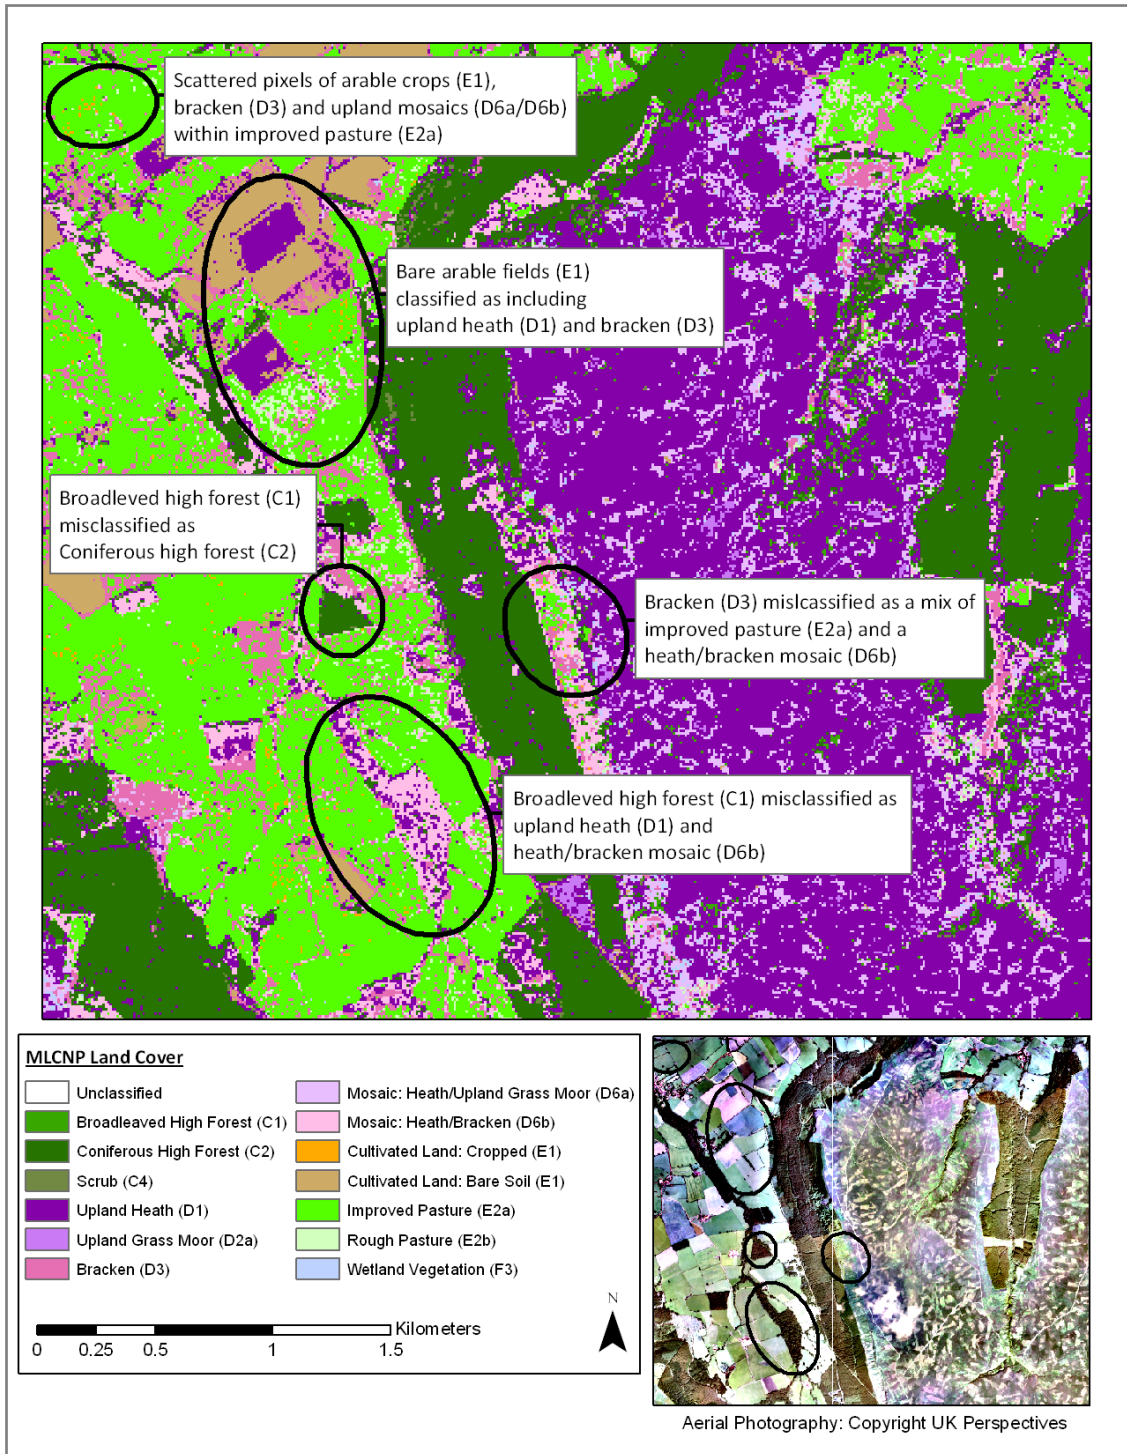 Scattered pixels of arable crops (E1),
bracken (D3) and upland mosaics (D6a/D6b)
within improved pasture (E2a)
Bare arable fields (E1)
classified as including
upland heath (D1) and bracken (D3)
Broadleved high forest (C1)
misclassified as
Coniferous high forest (C2)
Bracken (D3) mislcassified as a mix of
improved pasture (E2a) and a
heath/bracken mosaic (D6b)
Broadleved high forest (C1) misclassified as
upland heath (D1) and
heath/bracken mosaic (D6b)
MLCNP Land Cover
Unclassified
Broadleaved High Forest (C1)
Coniferous High Forest (C2)
Scrub (C4)
Upland Heath (D1)
Upland Grass Moor (D2a)
Bracken (D3)
Mosaic: Heath/Upland Grass Moor (D6a)
Mosaic: Heath/Bracken (D6b)
Cultivated Land: Cropped (E1)
Cultivated Land: Bare Soil (E1)
Improved Pasture (E2a)
Rough Pasture (E2b)
Wetland Vegetation (F3)
N
Kilometers
0 0.25 0.5 1 1.5
Aerial Photography: Copyright UK Perspectives